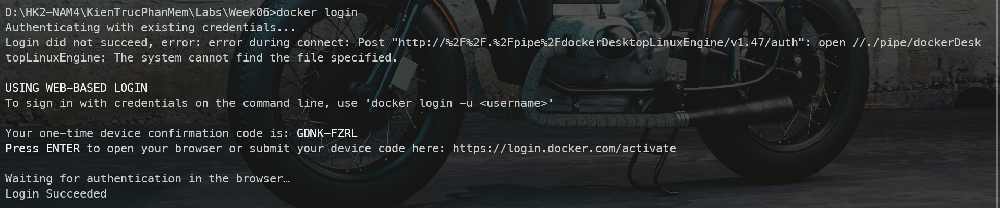 D:\HK2-NAM4\KienTrucPhanMem\Labs\Week06>docker login
Authenticating with existing credentials...
Login did not succeed, error: error during connect: Post "http://%2F%2F.%2Fpipe%2FdockerDesktopLinuxEngine/v1.47/auth": open //./pipe/dockerDesk
topLinuxEngine: The system cannot find the file specified.
USING WEB-BASED LOGIN
To sign in with credentials on the command line, use 'docker login -u <username>'
Your one-time device confirmation code is: GDNK-FZRL
Press ENTER to open your browser or submit your device code here: https://login.docker.com/activate
Waiting for authentication in the browser…
Login Succeeded